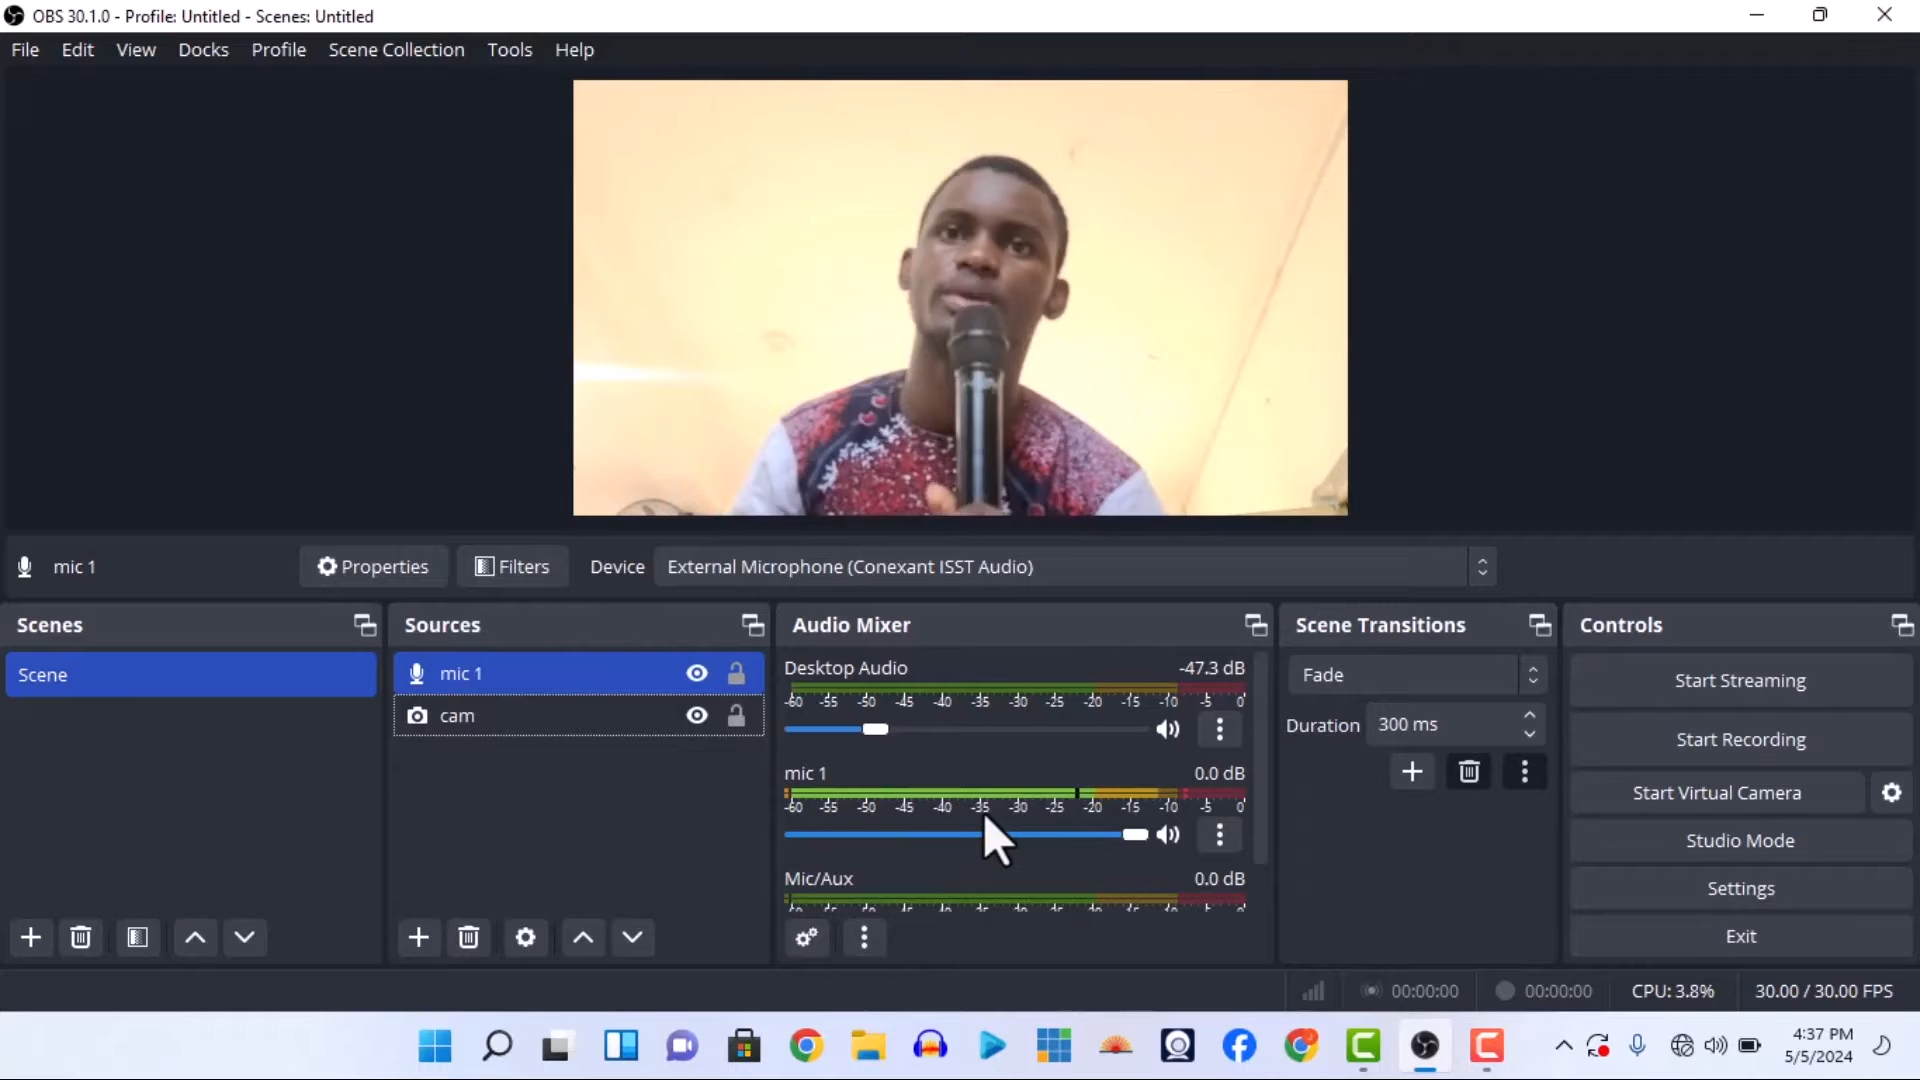 OBS 30.1.0 - Profile: Untitled - Scenes: Untitled
File Edit View Docks Profile Scene Collection Tools Help
mic 1 Properties Filters Device External Microphone (Conexant ISST Audio)
Scenes
Scene
Sources
mic 1
cam
Audio Mixer
Desktop Audio -47.3 dB
-60 -55 -50 -45 -40 -35 -30 -25 -20 -15 -10 -5 0
mic 1 0.0 dB
-60 -55 -50 -45 -40 -35 -30 -25 -20 -15 -10 -5 0
Mic/Aux 0.0 dB
Scene Transitions
Fade
Duration 300 ms
Controls
Start Streaming
Start Recording
Start Virtual Camera
Studio Mode
Settings
Exit
00:00:00 00:00:00 CPU: 3.8% 30.00 / 30.00 FPS
4:37 PM
5/5/2024